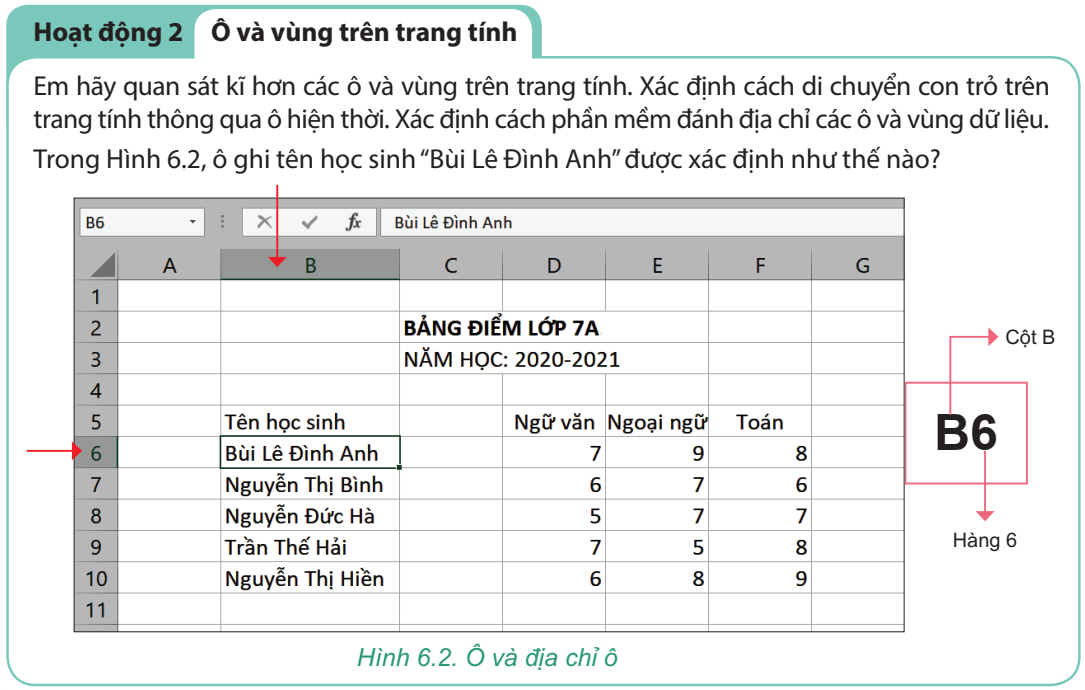 Hoạt động 2 Ô và vùng trên trang tính
Em hãy quan sát kĩ hơn các ô và vùng trên trang tính. Xác định cách di chuyển con trỏ trên
trang tính thông qua ô hiện thời. Xác định cách phần mềm đánh địa chỉ các ô và vùng dữ liệu.
Trong Hình 6.2, ô ghi tên học sinh “Bùi Lê Đình Anh” được xác định như thế nào?
B6 fx Bùi Lê Đình Anh
A B C D E F G
1
2 BẢNG ĐIỂM LỚP 7A
3 NĂM HỌC: 2020-2021
4
5 Tên học sinh Ngữ văn Ngoại ngữ Toán
6 Bùi Lê Đình Anh 7 9 8
7 Nguyễn Thị Bình 6 7 6
8 Nguyễn Đức Hà 5 7 7
9 Trần Thế Hải 7 5 8
10 Nguyễn Thị Hiền 6 8 9
11
Cột B
B6
Hàng 6
Hình 6.2. Ô và địa chỉ ô